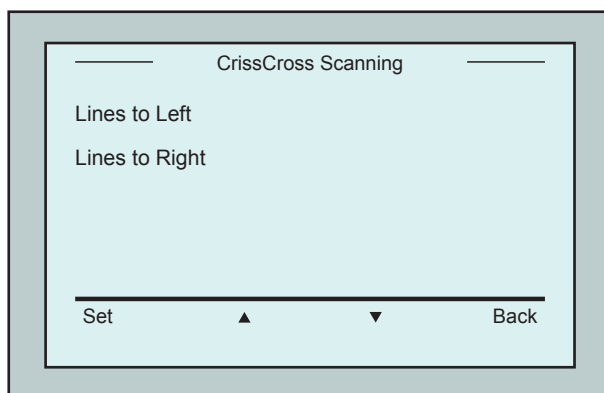 CrissCross Scanning
Lines to Left
Lines to Right
Set ▲ ▼ Back